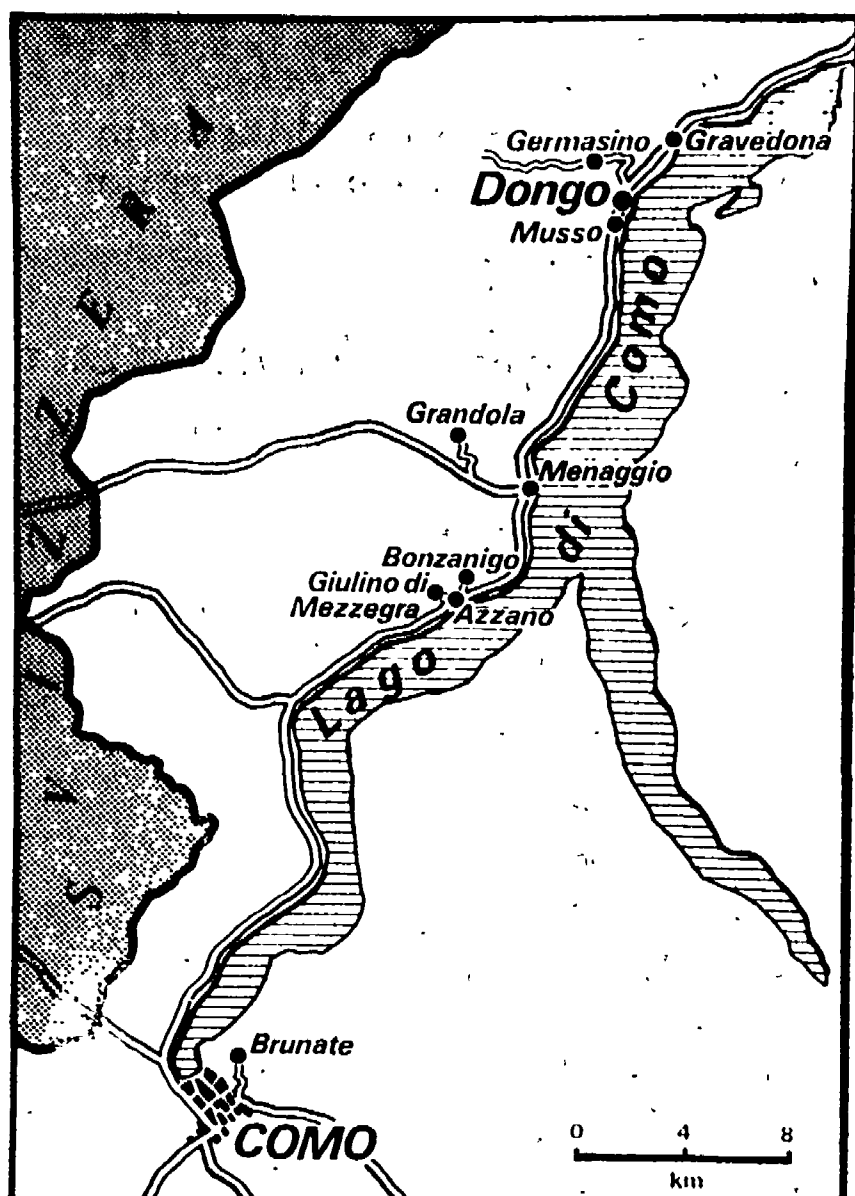 Germasino
Gravedona
Dongo
Musso
Grandola
Menaggio
Bonzanigo
Giulino di
Mezzegra
Azzano
Lago di Como
SVIZZERA
Brunate
COMO
0 4 8
km